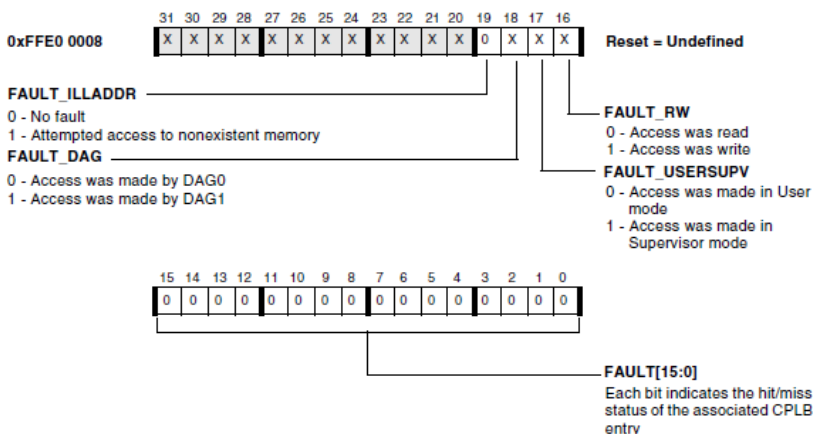 31 30 29 28 27 26 25 24 23 22 21 20 19 18 17 16
0xFFE0 0008 X X X X X X X X X X X X 0 X X X Reset = Undefined
FAULT_ILLADDR
0 - No fault
1 - Attempted access to nonexistent memory
FAULT_DAG
0 - Access was made by DAG0
1 - Access was made by DAG1
FAULT_RW
0 - Access was read
1 - Access was write
FAULT_USERSUPV
0 - Access was made in User
mode
1 - Access was made in
Supervisor mode
15 14 13 12 11 10 9 8 7 6 5 4 3 2 1 0
0 0 0 0 0 0 0 0 0 0 0 0 0 0 0 0
FAULT[15:0]
Each bit indicates the hit/miss
status of the associated CPLB
entry